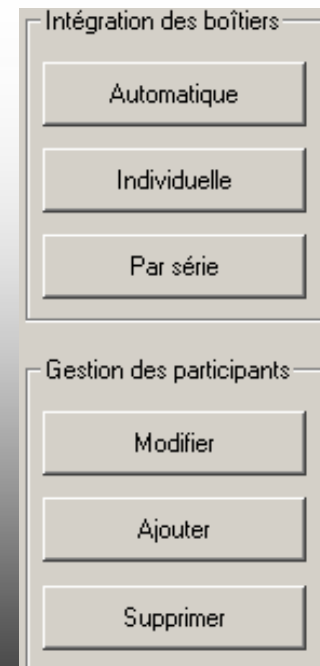 Intégration des boîtiers
Automatique
Individuelle
Par série
Gestion des participants
Modifier
Ajouter
Supprimer